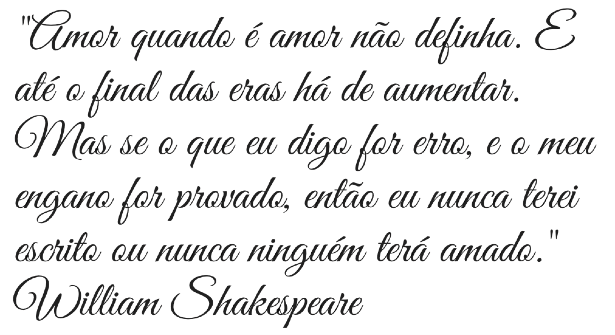 "Amor quando é amor não definha. E
até o final das eras há de aumentar.
Mas se o que eu digo for erro, e o meu
engano for provado, então eu nunca terei
escrito ou nunca ninguém terá amado."
William Shakespeare